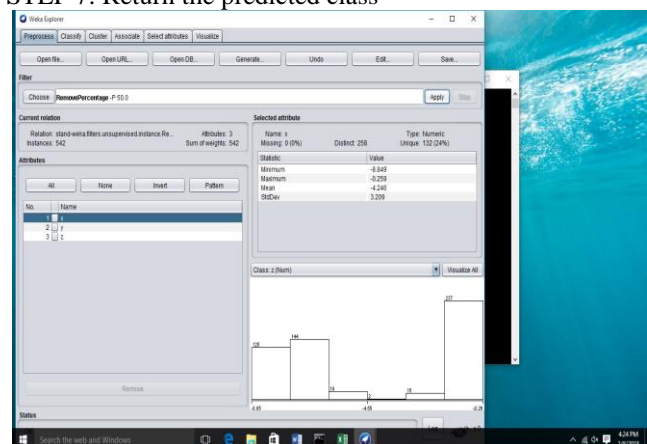 STEP 7: Return the predicted class
Weka Explorer
Preprocess Classify Cluster Associate Select attributes Visualize
Open file... Open URL... Open DB... Generate... Undo Edit... Save...
Filter
Choose RemovePercentage -P 50.0 Apply Stop
Current relation
Relation: stand-weka.filters.unsupervised.instance.Re... Attributes: 3
Instances: 542 Sum of weights: 542
Attributes
All None Invert Pattern
No. Name
1 x
2 y
3 z
Remove
Selected attribute
Name: x Type: Numeric
Missing: 0 (0%) Distinct: 258 Unique: 132 (24%)
Statistic Value
Minimum -8.849
Maximum -0.259
Mean -4.246
StdDev 3.209
Class: z (Num) Visualize All
144
2
-4.55
Status
Log
Search the web and Windows
4:24 PM